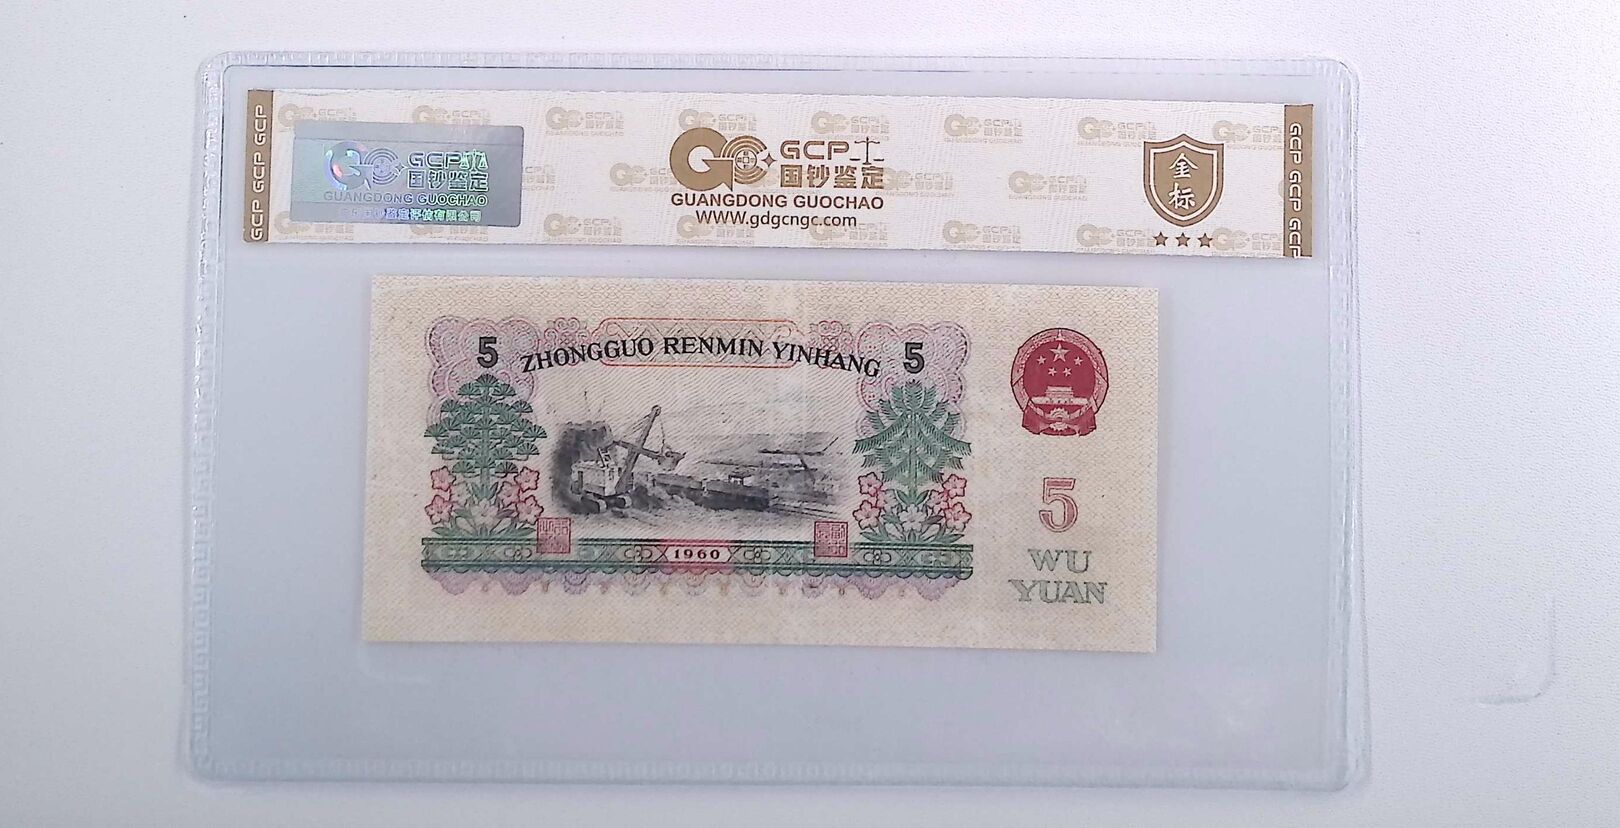 GCP GCP GCP
GCP
国钞鉴定
GUANGDONG GUOCHAO
GCP
国钞鉴定
GUANGDONG GUOCHAO
WWW.gdgcngc.com
金
标
GCP GCP GCP
5 ZHONGGUO RENMIN YINHANG 5
1960
5
WU
YUAN